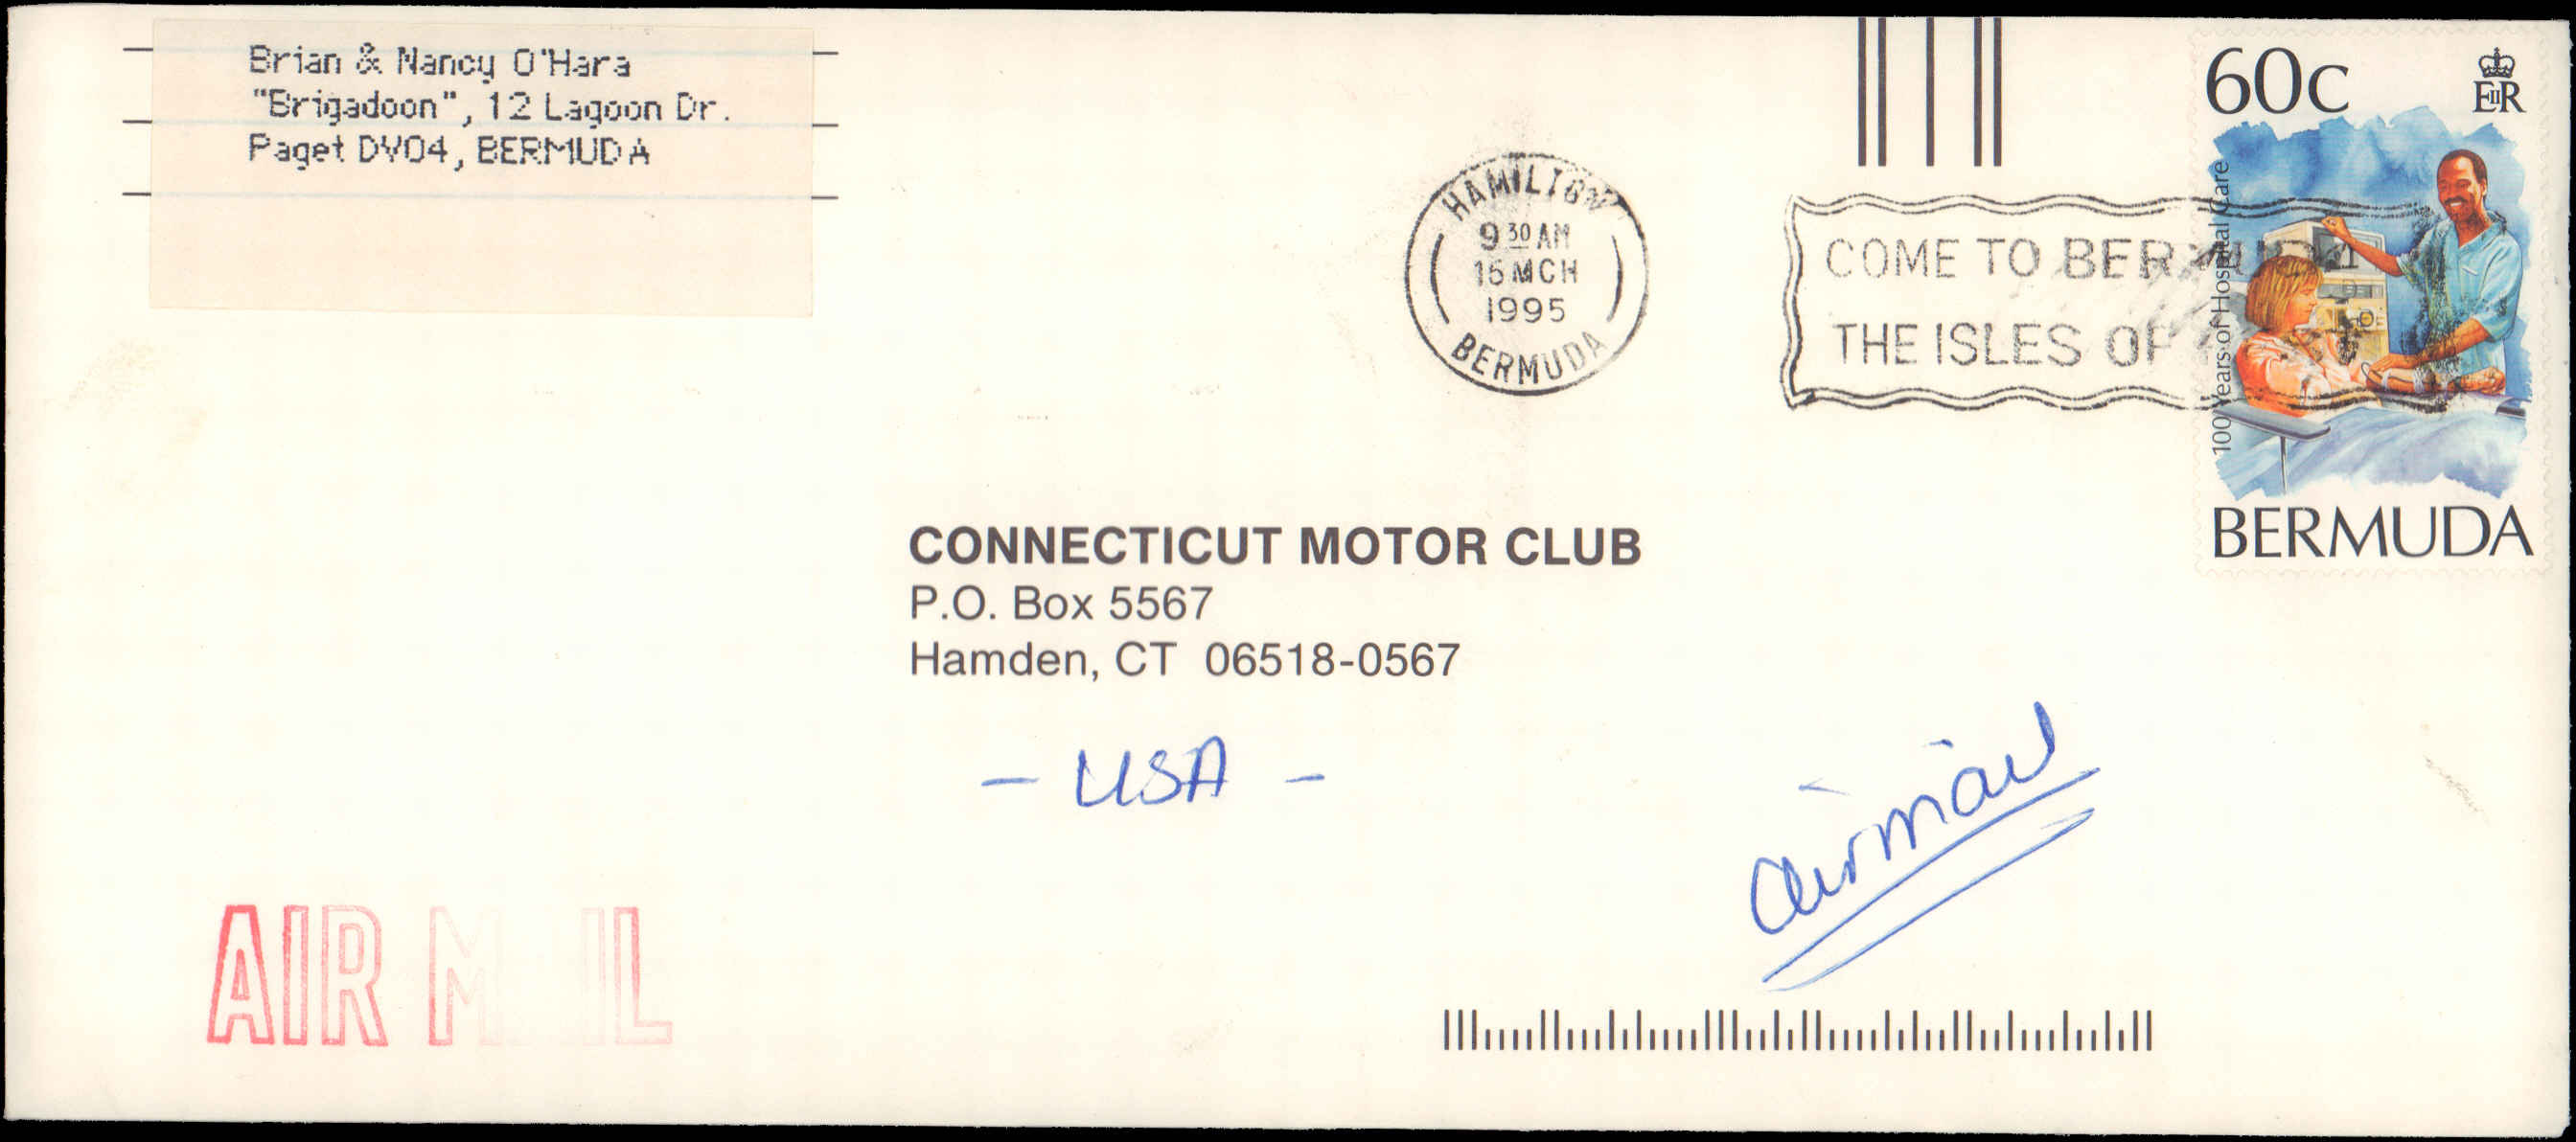 Brian & Nancy O'Hara
"Brigadoon", 12 Lagoon Dr.
Paget DV04, BERMUDA
HAMILTON
9 30 AM
MCH
1995
BERMUDA
COME TO BERMUDA
THE ISLES OF
60c
EIIR
100 Years of Hospital Care
BERMUDA
CONNECTICUT MOTOR CLUB
P.O. Box 5567
Hamden, CT 06518-0567
- USA -
airmail
AIR M IL